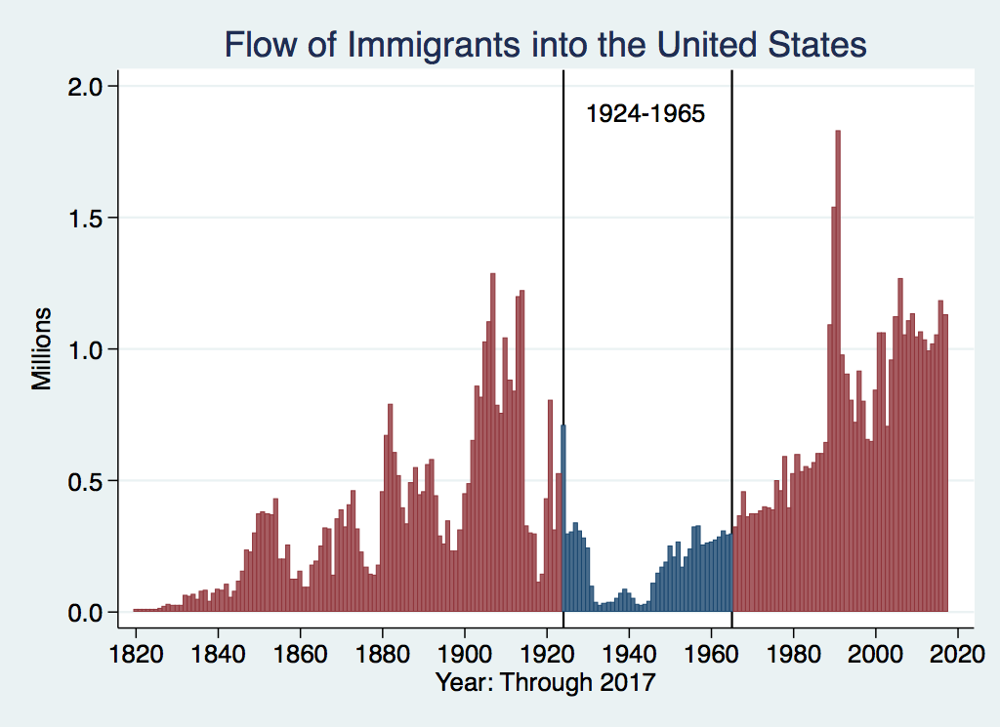 Flow of Immigrants into the United States
2.0
1924-1965
1.5
1.0
0.5
0.0
Millions
1820 1840 1860 1880 1900 1920 1940 1960 1980 2000 2020
Year: Through 2017